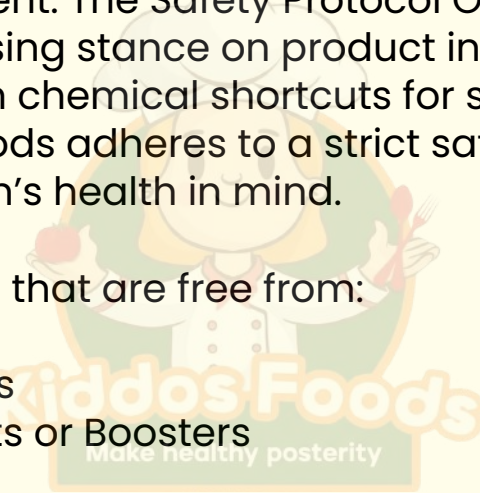 ent. The Safety Protocol O
sing stance on product in
n chemical shortcuts for s
ods adheres to a strict saf
n's health in mind.
that are free from:
s
ts or Boosters
Kiddos Foods
Make healthy posterity